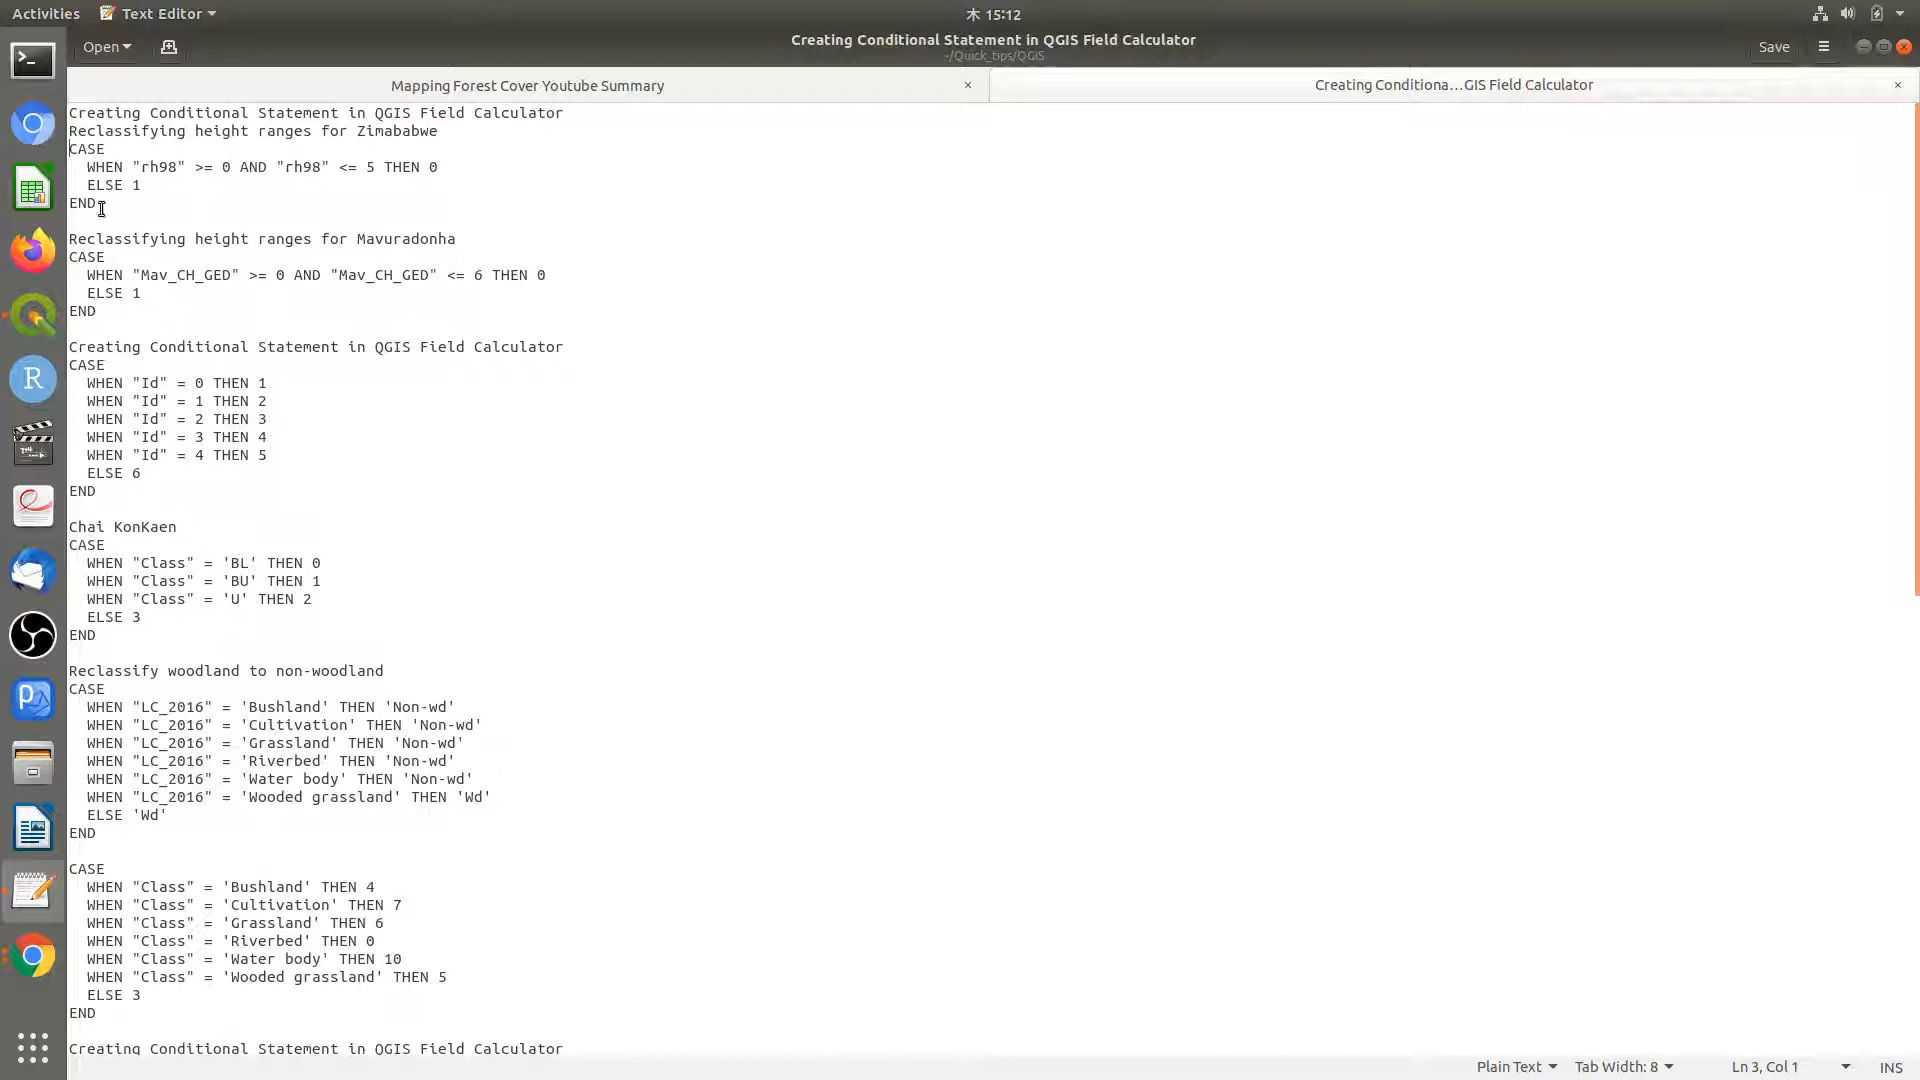 Activities
Text Editor
木 15:12
Open
Creating Conditional Statement in QGIS Field Calculator
~/Quick_tips/QGIS
Save
Mapping Forest Cover Youtube Summary
Creating Conditiona…GIS Field Calculator
Creating Conditional Statement in QGIS Field Calculator
Reclassifying height ranges for Zimababwe
CASE
  WHEN "rh98" >= 0 AND "rh98" <= 5 THEN 0
  ELSE 1
END
Reclassifying height ranges for Mavuradonha
CASE
  WHEN "Mav_CH_GED" >= 0 AND "Mav_CH_GED" <= 6 THEN 0
  ELSE 1
END
Creating Conditional Statement in QGIS Field Calculator
CASE
  WHEN "Id" = 0 THEN 1
  WHEN "Id" = 1 THEN 2
  WHEN "Id" = 2 THEN 3
  WHEN "Id" = 3 THEN 4
  WHEN "Id" = 4 THEN 5
  ELSE 6
END
Chai KonKaen
CASE
  WHEN "Class" = 'BL' THEN 0
  WHEN "Class" = 'BU' THEN 1
  WHEN "Class" = 'U' THEN 2
  ELSE 3
END
Reclassify woodland to non-woodland
CASE
  WHEN "LC_2016" = 'Bushland' THEN 'Non-wd'
  WHEN "LC_2016" = 'Cultivation' THEN 'Non-wd'
  WHEN "LC_2016" = 'Grassland' THEN 'Non-wd'
  WHEN "LC_2016" = 'Riverbed' THEN 'Non-wd'
  WHEN "LC_2016" = 'Water body' THEN 'Non-wd'
  WHEN "LC_2016" = 'Wooded grassland' THEN 'Wd'
  ELSE 'Wd'
END
CASE
  WHEN "Class" = 'Bushland' THEN 4
  WHEN "Class" = 'Cultivation' THEN 7
  WHEN "Class" = 'Grassland' THEN 6
  WHEN "Class" = 'Riverbed' THEN 0
  WHEN "Class" = 'Water body' THEN 10
  WHEN "Class" = 'Wooded grassland' THEN 5
  ELSE 3
END
Creating Conditional Statement in QGIS Field Calculator
Plain Text
Tab Width: 8
Ln 3, Col 1
INS